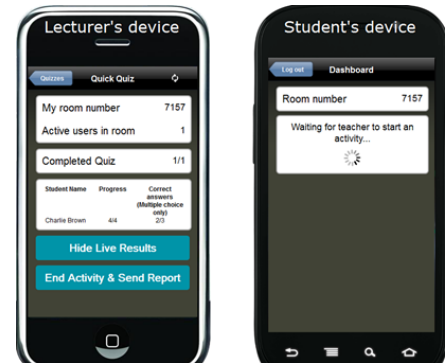 Lecturer's device
Quizzes
Quick Quiz
My room number 7157
Active users in room 1
Completed Quiz 1/1
Student Name Progress Correct
answers
(Multiple choice
only)
Charlie Brown 4/4 2/3
Hide Live Results
End Activity & Send Report
Student's device
Log out
Dashboard
Room number 7157
Waiting for teacher to start an
activity...